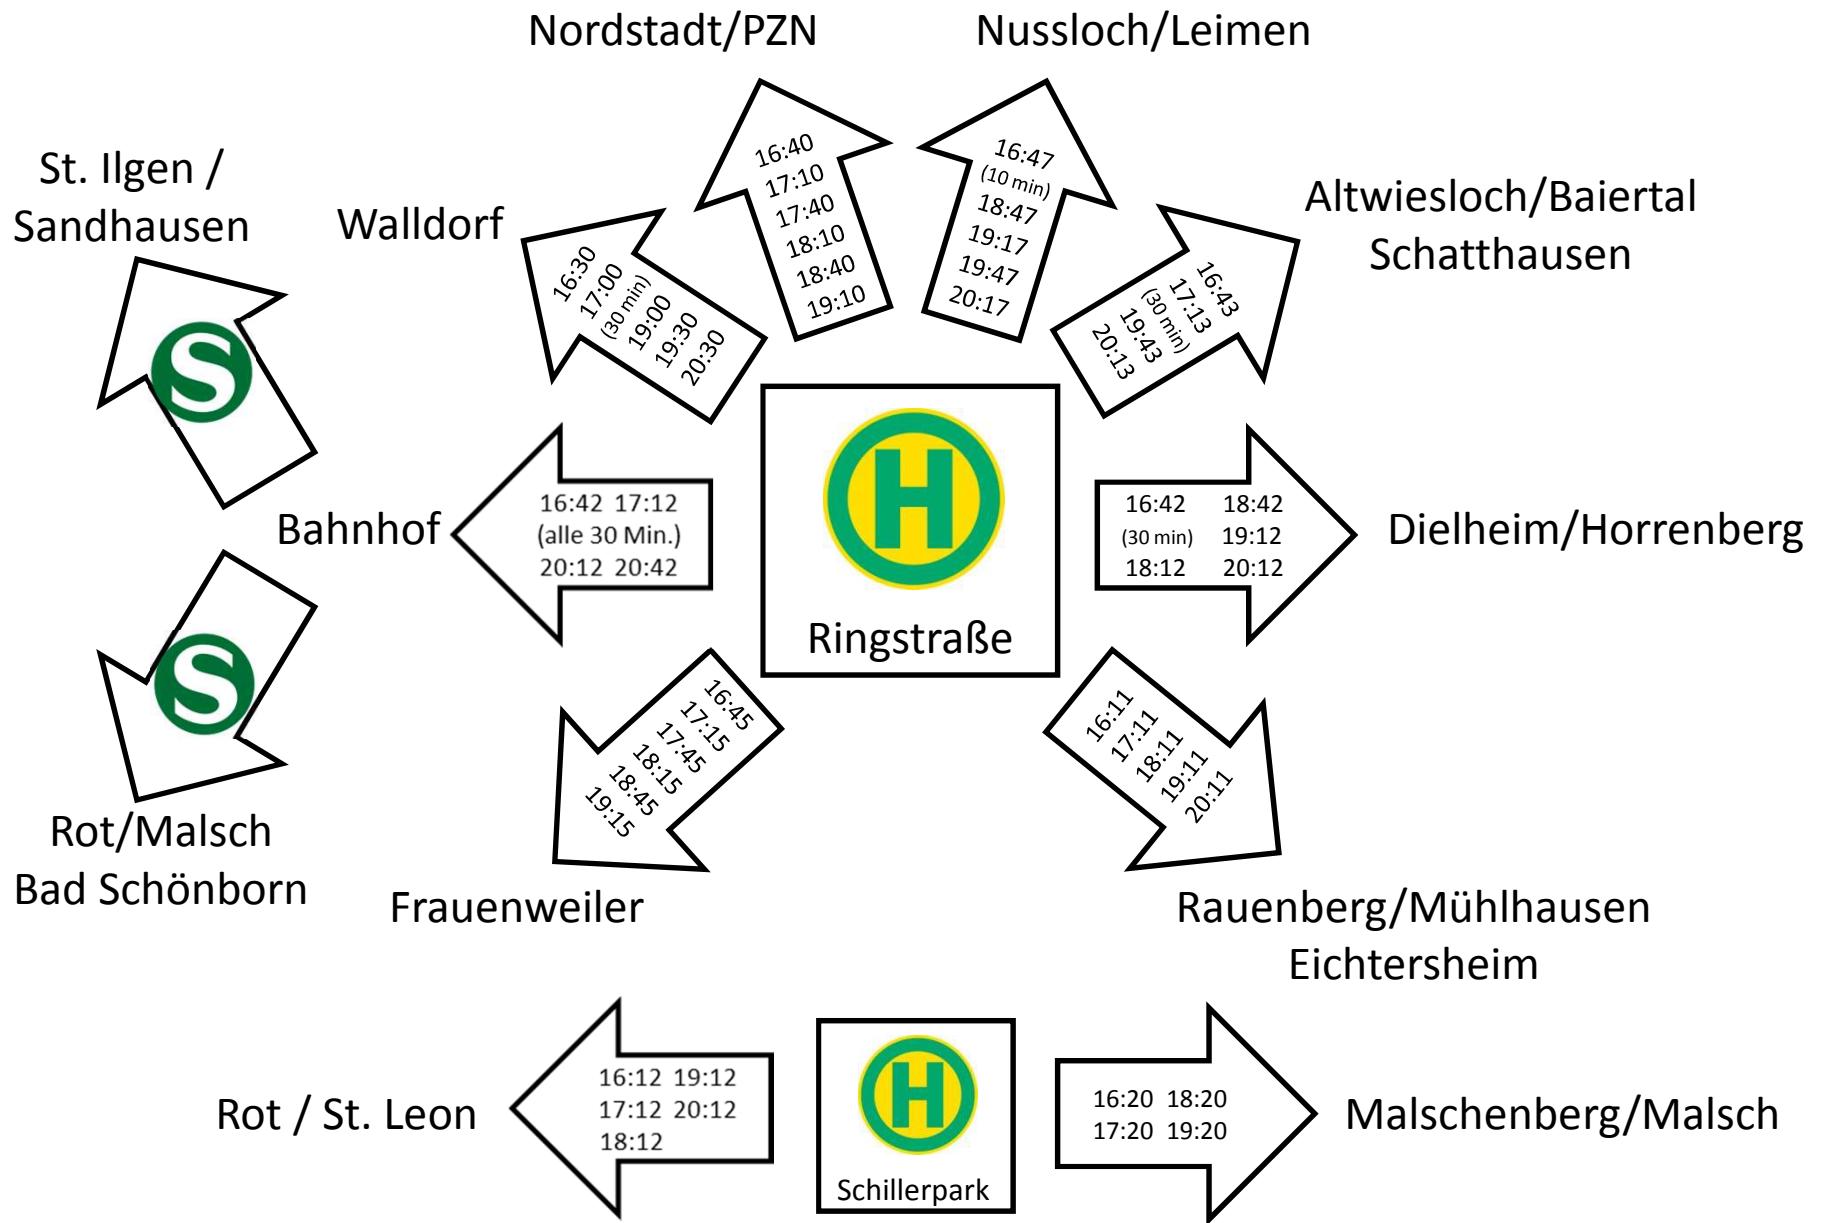 Nordstadt/PZN
Nussloch/Leimen
St. Ilgen /
Sandhausen
Walldorf
Altwiesloch/Baiertal
Schatthausen
16:30
17:00
(30 min)
19:00
19:30
20:30
16:40
17:10
17:40
18:10
18:40
19:10
16:47
(10 min)
18:47
19:17
19:47
20:17
16:43
17:13
(30 min)
19:43
20:13
S
Bahnhof
16:42 17:12
(alle 30 Min.)
20:12 20:42
H
Ringstraße
16:42 18:42
(30 min) 19:12
18:12 20:12
Dielheim/Horrenberg
S
Rot/Malsch
Bad Schönborn
16:45
17:15
17:45
18:15
18:45
19:15
Frauenweiler
16:11
17:11
18:11
19:11
20:11
Rauenberg/Mühlhausen
Eichtersheim
Rot / St. Leon
16:12 19:12
17:12 20:12
18:12
H
Schillerpark
16:20 18:20
17:20 19:20
Malschenberg/Malsch